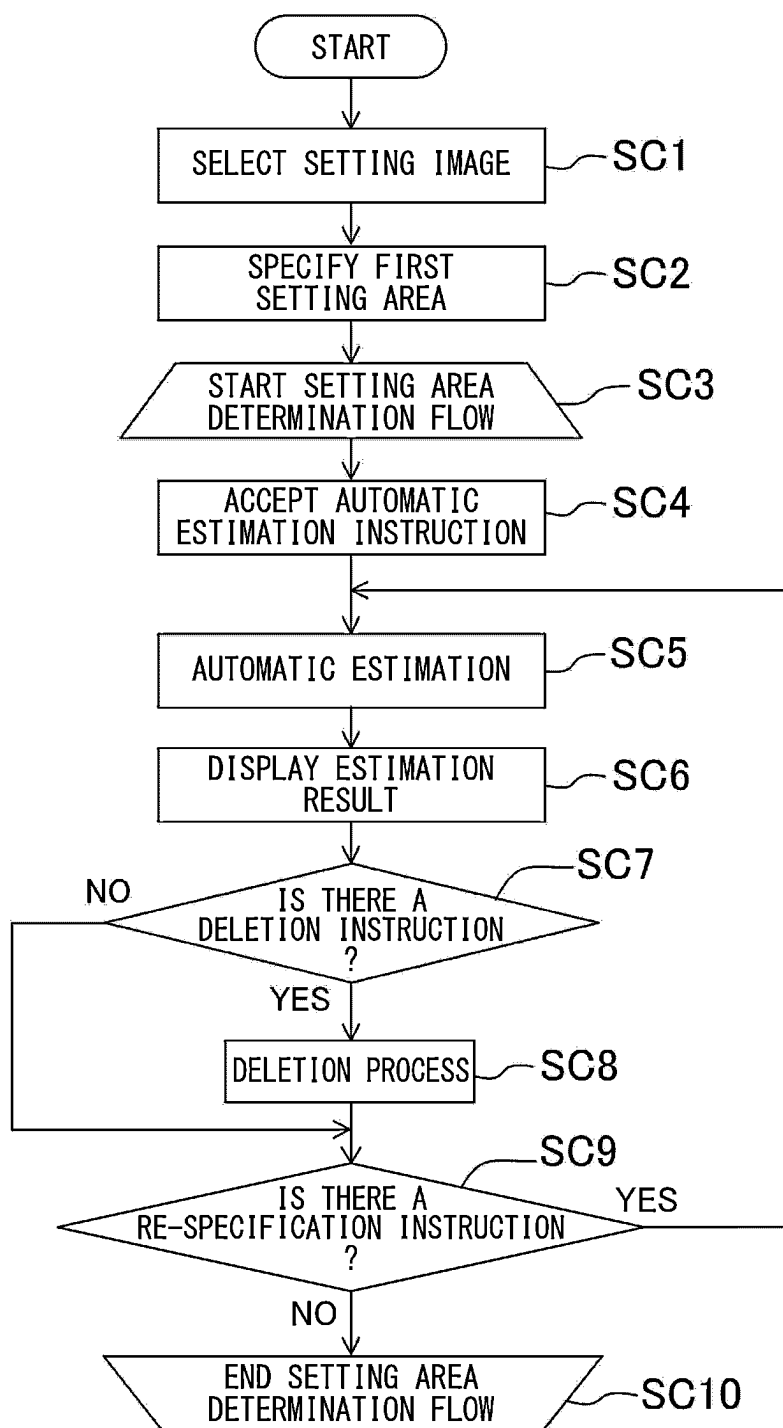 START
SELECT SETTING IMAGE
SC1
SPECIFY FIRST
SETTING AREA
SC2
START SETTING AREA
DETERMINATION FLOW
SC3
ACCEPT AUTOMATIC
ESTIMATION INSTRUCTION
SC4
AUTOMATIC ESTIMATION
SC5
DISPLAY ESTIMATION
RESULT
SC6
SC7
NO
IS THERE A
DELETION INSTRUCTION
?
YES
DELETION PROCESS
SC8
SC9
IS THERE A
RE-SPECIFICATION INSTRUCTION
?
YES
NO
END SETTING AREA
DETERMINATION FLOW
SC10